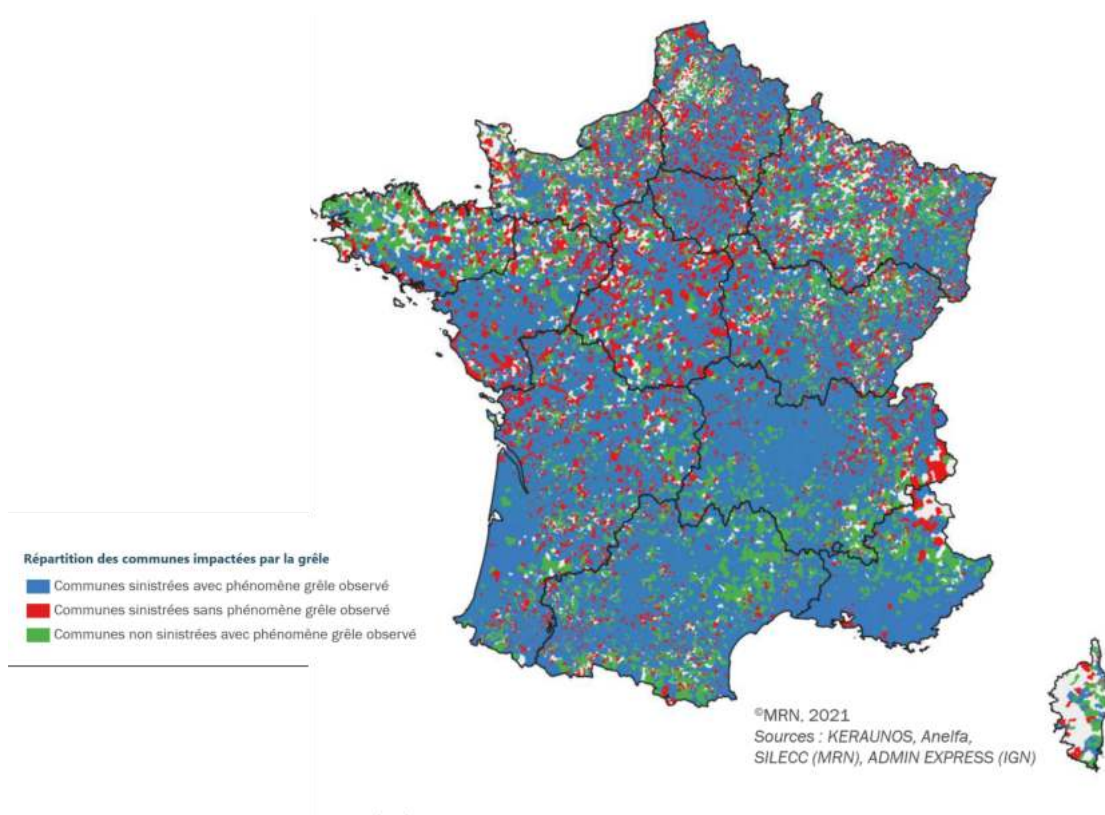 Répartition des communes impactées par la grêle
Communes sinistrées avec phénomène grêle observé
Communes sinistrées sans phénomène grêle observé
Communes non sinistrées avec phénomène grêle observé
©MRN, 2021
Sources : KERAUNOS, Anelfa,
SILECC (MRN), ADMIN EXPRESS (IGN)